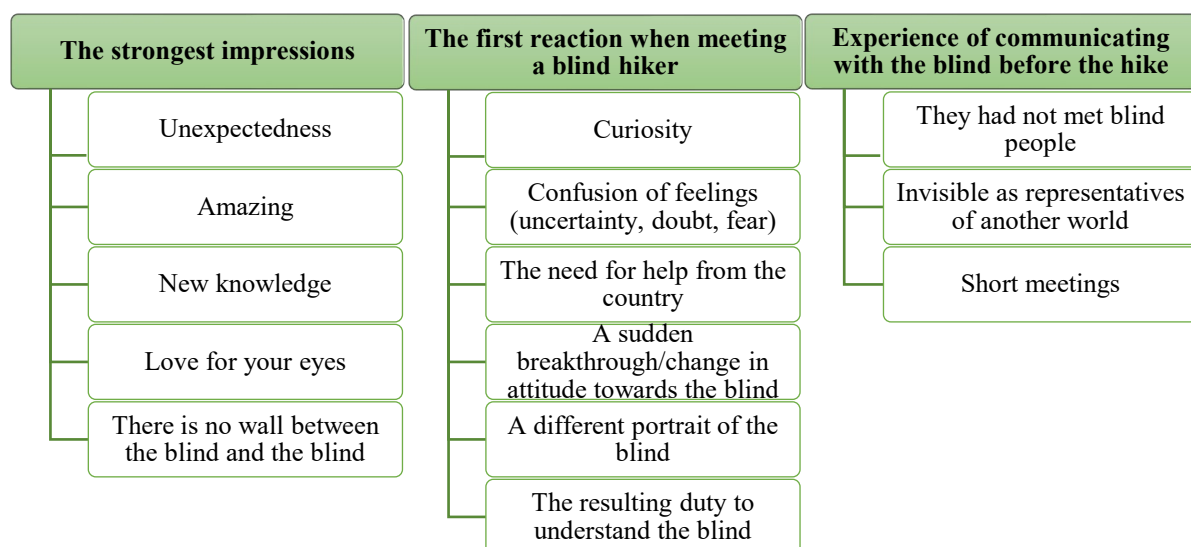 The strongest impressions
Unexpectedness
Amazing
New knowledge
Love for your eyes
There is no wall between
the blind and the blind
The first reaction when meeting
a blind hiker
Curiosity
Confusion of feelings
(uncertainty, doubt, fear)
The need for help from the
country
A sudden
breakthrough/change in
attitude towards the blind
A different portrait of the
blind
The resulting duty to
understand the blind
Experience of communicating
with the blind before the hike
They had not met blind
people
Invisible as representatives
of another world
Short meetings